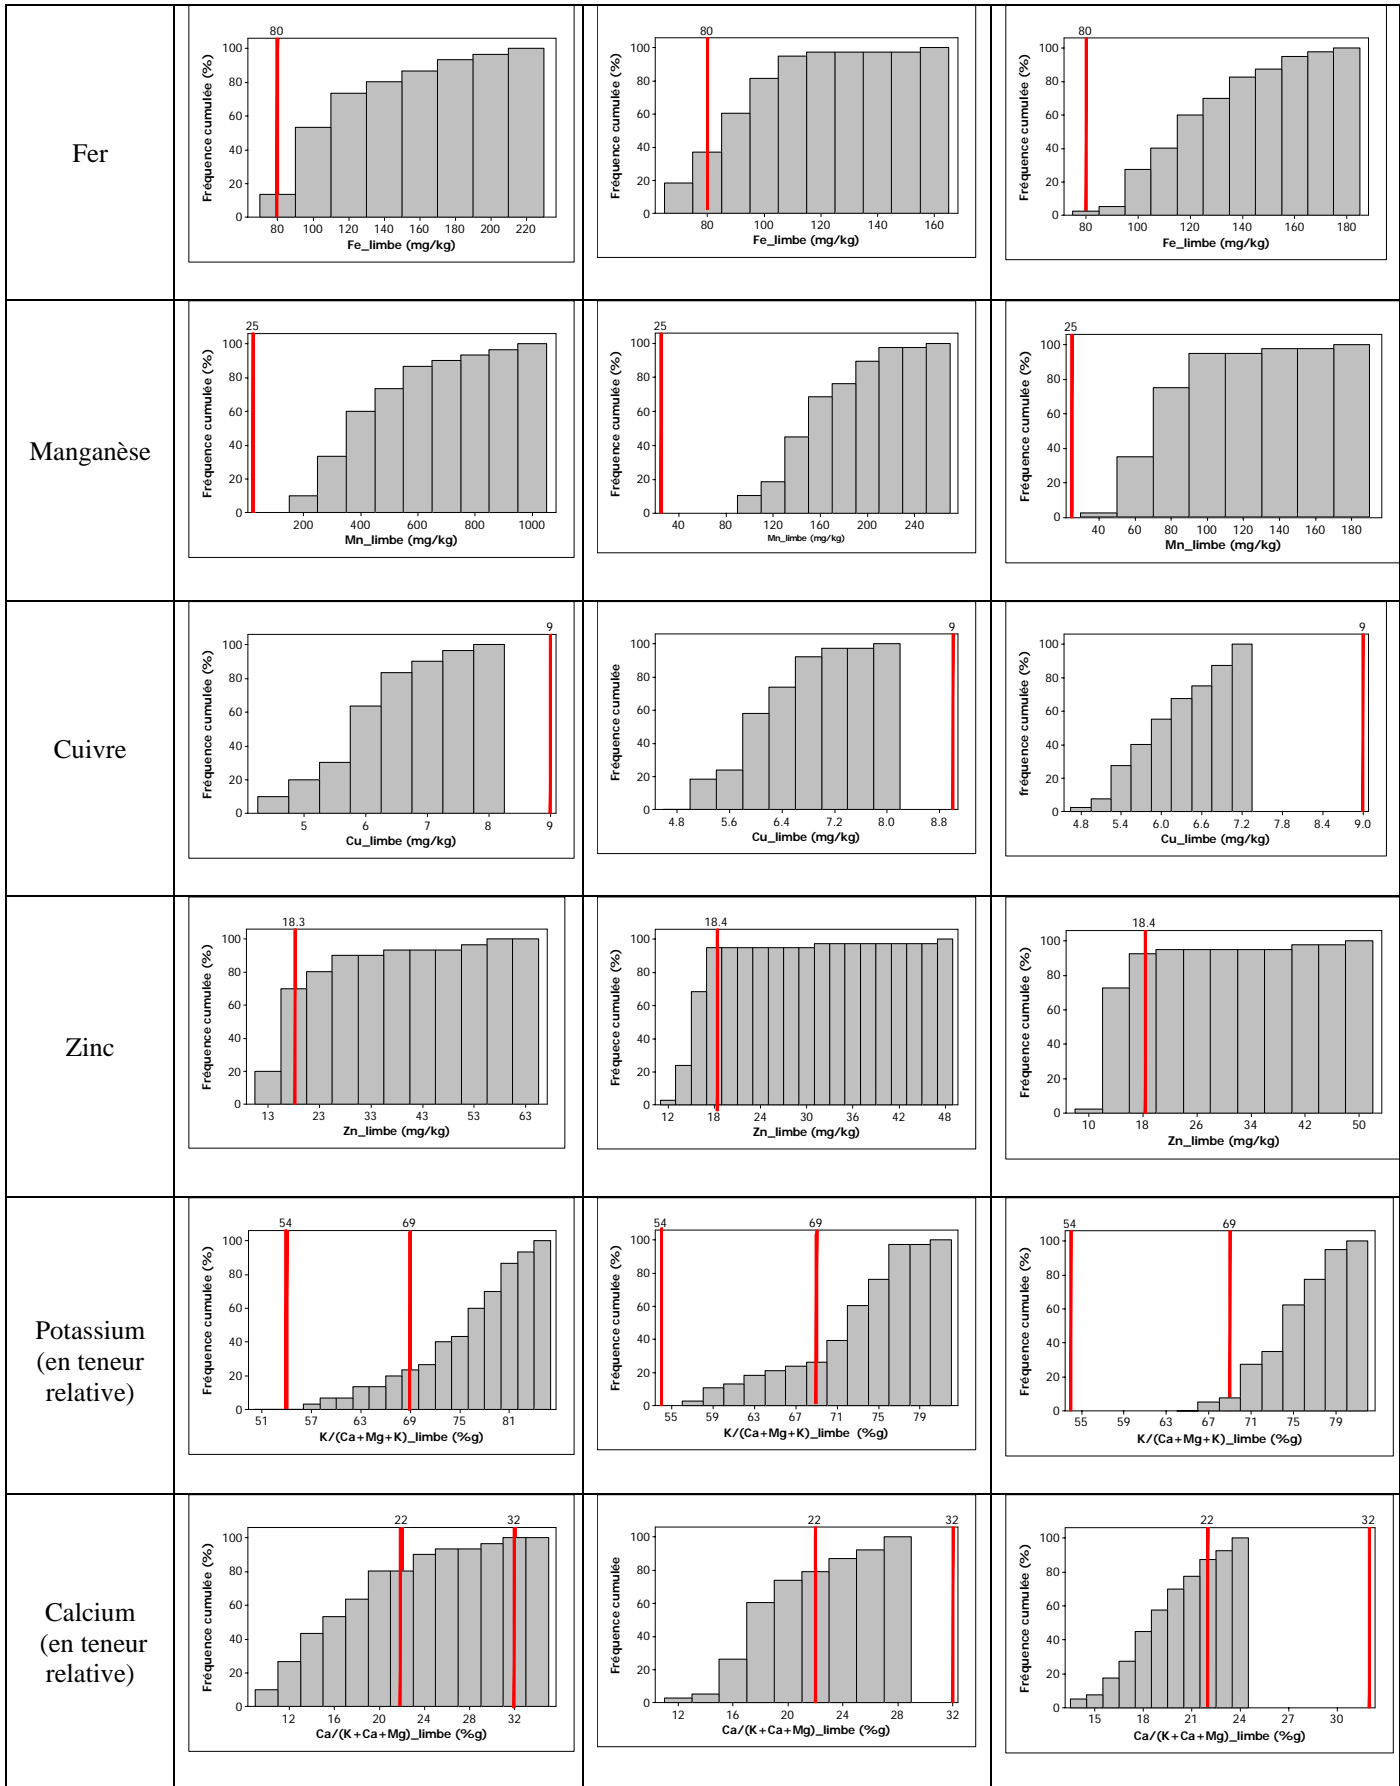 Fer
80
Fréquence cumulée (%)
100
80
60
40
20
0
80 100 120 140 160 180 200 220
Fe_limbe (mg/kg)
80
Fréquence cumulée (%)
100
80
60
40
20
0
80 100 120 140 160
Fe_limbe (mg/kg)
80
Fréquence cumulée (%)
100
80
60
40
20
0
80 100 120 140 160 180
Fe_limbe (mg/kg)
Manganèse
25
Fréquence cumulée (%)
100
80
60
40
20
0
200 400 600 800 1000
Mn_limbe (mg/kg)
25
Fréquence cumulée (%)
100
80
60
40
20
0
40 80 120 160 200 240
Mn_limbe (mg/kg)
25
Fréquence cumulée (%)
100
80
60
40
20
0
40 60 80 100 120 140 160 180
Mn_limbe (mg/kg)
Cuivre
9
Fréquence cumulée (%)
100
80
60
40
20
0
5 6 7 8 9
Cu_limbe (mg/kg)
9
Fréquence cumulée
100
80
60
40
20
0
4.8 5.6 6.4 7.2 8.0 8.8
Cu_limbe (mg/kg)
9
fréquence cumulée (%)
100
80
60
40
20
0
4.8 5.4 6.0 6.6 7.2 7.8 8.4 9.0
Cu_limbe (mg/kg)
Zinc
18.3
Fréquence cumulée (%)
100
80
60
40
20
0
13 23 33 43 53 63
Zn_limbe (mg/kg)
18.4
Fréquece cumulée (%)
100
80
60
40
20
0
12 18 24 30 36 42 48
Zn_limbe (mg/kg)
18.4
Fréquence cumulée (%)
100
80
60
40
20
0
10 18 26 34 42 50
Zn_limbe (mg/kg)
Potassium
(en teneur
relative)
54 69
Fréquence cumulée (%)
100
80
60
40
20
0
51 57 63 69 75 81
K/(Ca+Mg+K)_limbe (%g)
54 69
Fréquence cumulée (%)
100
80
60
40
20
0
55 59 63 67 71 75 79
K/(Ca+Mg+K)_limbe (%g)
54 69
Fréquence cumulée (%)
100
80
60
40
20
0
55 59 63 67 71 75 79
K/(Ca+Mg+K)_limbe (%g)
Calcium
(en teneur
relative)
22 32
Fréquence cumulée (%)
100
80
60
40
20
0
12 16 20 24 28 32
Ca/(K+Ca+Mg)_limbe (%g)
22 32
Fréquence cumulée
100
80
60
40
20
0
12 16 20 24 28 32
Ca/(K+Ca+Mg)_limbe (%g)
22 32
Fréquence cumulée (%)
100
80
60
40
20
0
15 18 21 24 27 30
Ca/(K+Ca+Mg)_limbe (%g)